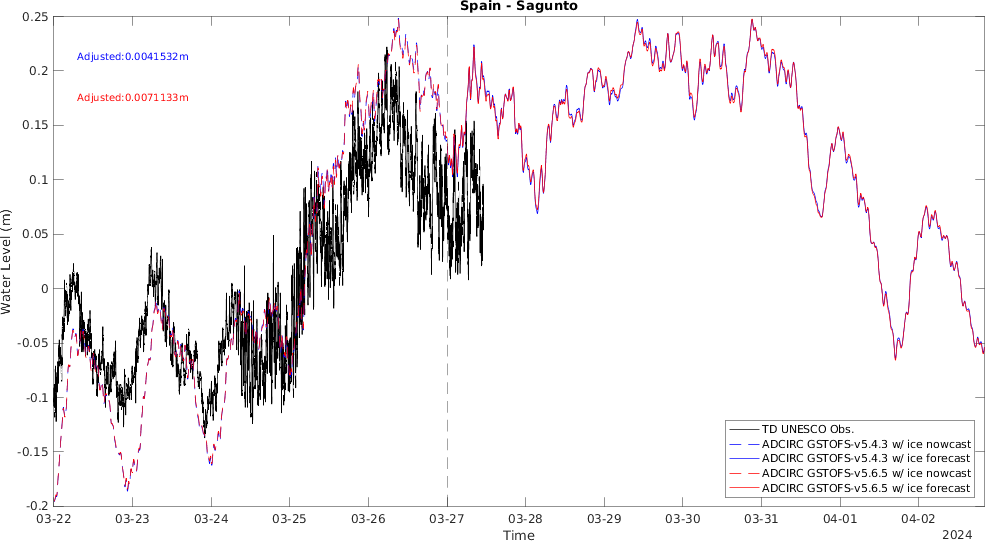 Spain - Sagunto
0.25
Adjusted:0.0041532m
0.2
Adjusted:0.0071133m
0.15
0.1
0.05
0
-0.05
-0.1
-0.15
-0.2
Water Level (m)
TD UNESCO Obs.
ADCIRC GSTOFS-v5.4.3 w/ ice nowcast
ADCIRC GSTOFS-v5.4.3 w/ ice forecast
ADCIRC GSTOFS-v5.6.5 w/ ice nowcast
ADCIRC GSTOFS-v5.6.5 w/ ice forecast
03-22 03-23 03-24 03-25 03-26 03-27 03-28 03-29 03-30 03-31 04-01 04-02
Time
2024